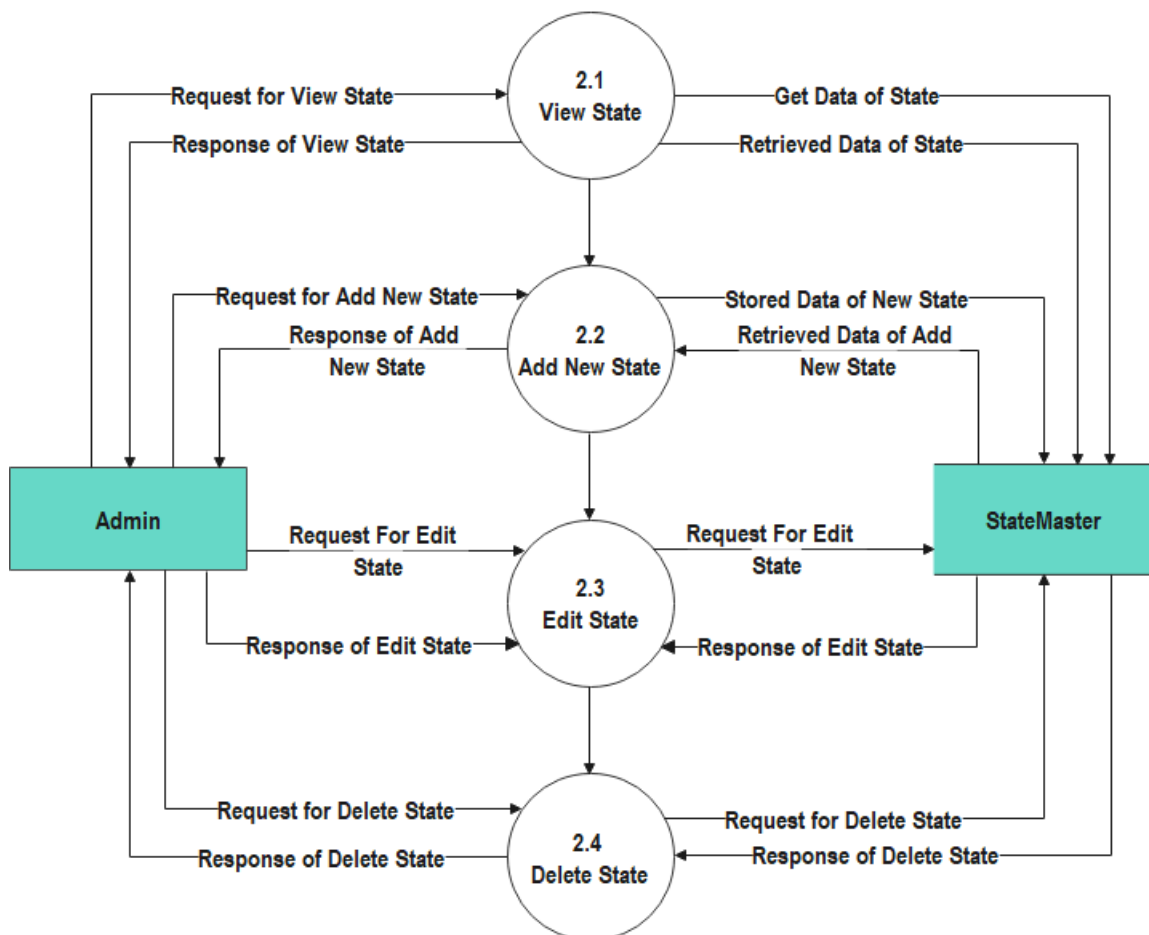 2.1
View State
Request for View State
Get Data of State
Response of View State
Retrieved Data of State
Request for Add New State
Stored Data of New State
2.2
Add New State
Response of Add
New State
Retrieved Data of Add
New State
Admin
StateMaster
Request For Edit
State
Request For Edit
State
2.3
Edit State
Response of Edit State
Response of Edit State
Request for Delete State
Request for Delete State
2.4
Delete State
Response of Delete State
Response of Delete State